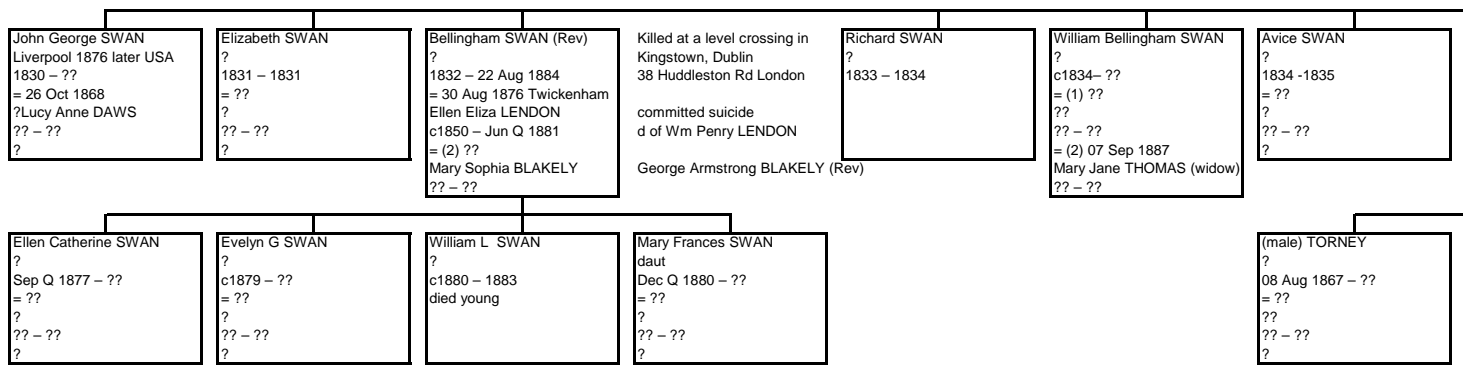 John George SWAN
Liverpool 1876 later USA
1830 – ??
= 26 Oct 1868
?Lucy Anne DAWS
?? – ??
?
Elizabeth SWAN
?
1831 – 1831
= ??
?
?? – ??
?
Bellingham SWAN (Rev)
?
1832 – 22 Aug 1884
= 30 Aug 1876 Twickenham
Ellen Eliza LENDON
c1850 – Jun Q 1881
= (2) ??
Mary Sophia BLAKELY
?? – ??
Killed at a level crossing in
Kingstown, Dublin
38 Huddleston Rd London
committed suicide
d of Wm Penry LENDON
George Armstrong BLAKELY (Rev)
Richard SWAN
?
1833 – 1834
William Bellingham SWAN
?
c1834– ??
= (1) ??
??
?? – ??
= (2) 07 Sep 1887
Mary Jane THOMAS (widow)
?? – ??
Avice SWAN
?
1834 -1835
= ??
?
?? – ??
?
Ellen Catherine SWAN
?
Sep Q 1877 – ??
= ??
?
?? – ??
?
Evelyn G SWAN
?
c1879 – ??
= ??
?
?? – ??
?
William L  SWAN
?
c1880 – 1883
died young
Mary Frances SWAN
daut
Dec Q 1880 – ??
= ??
?
?? – ??
?
(male) TORNEY
?
08 Aug 1867 – ??
= ??
??
?? – ??
?